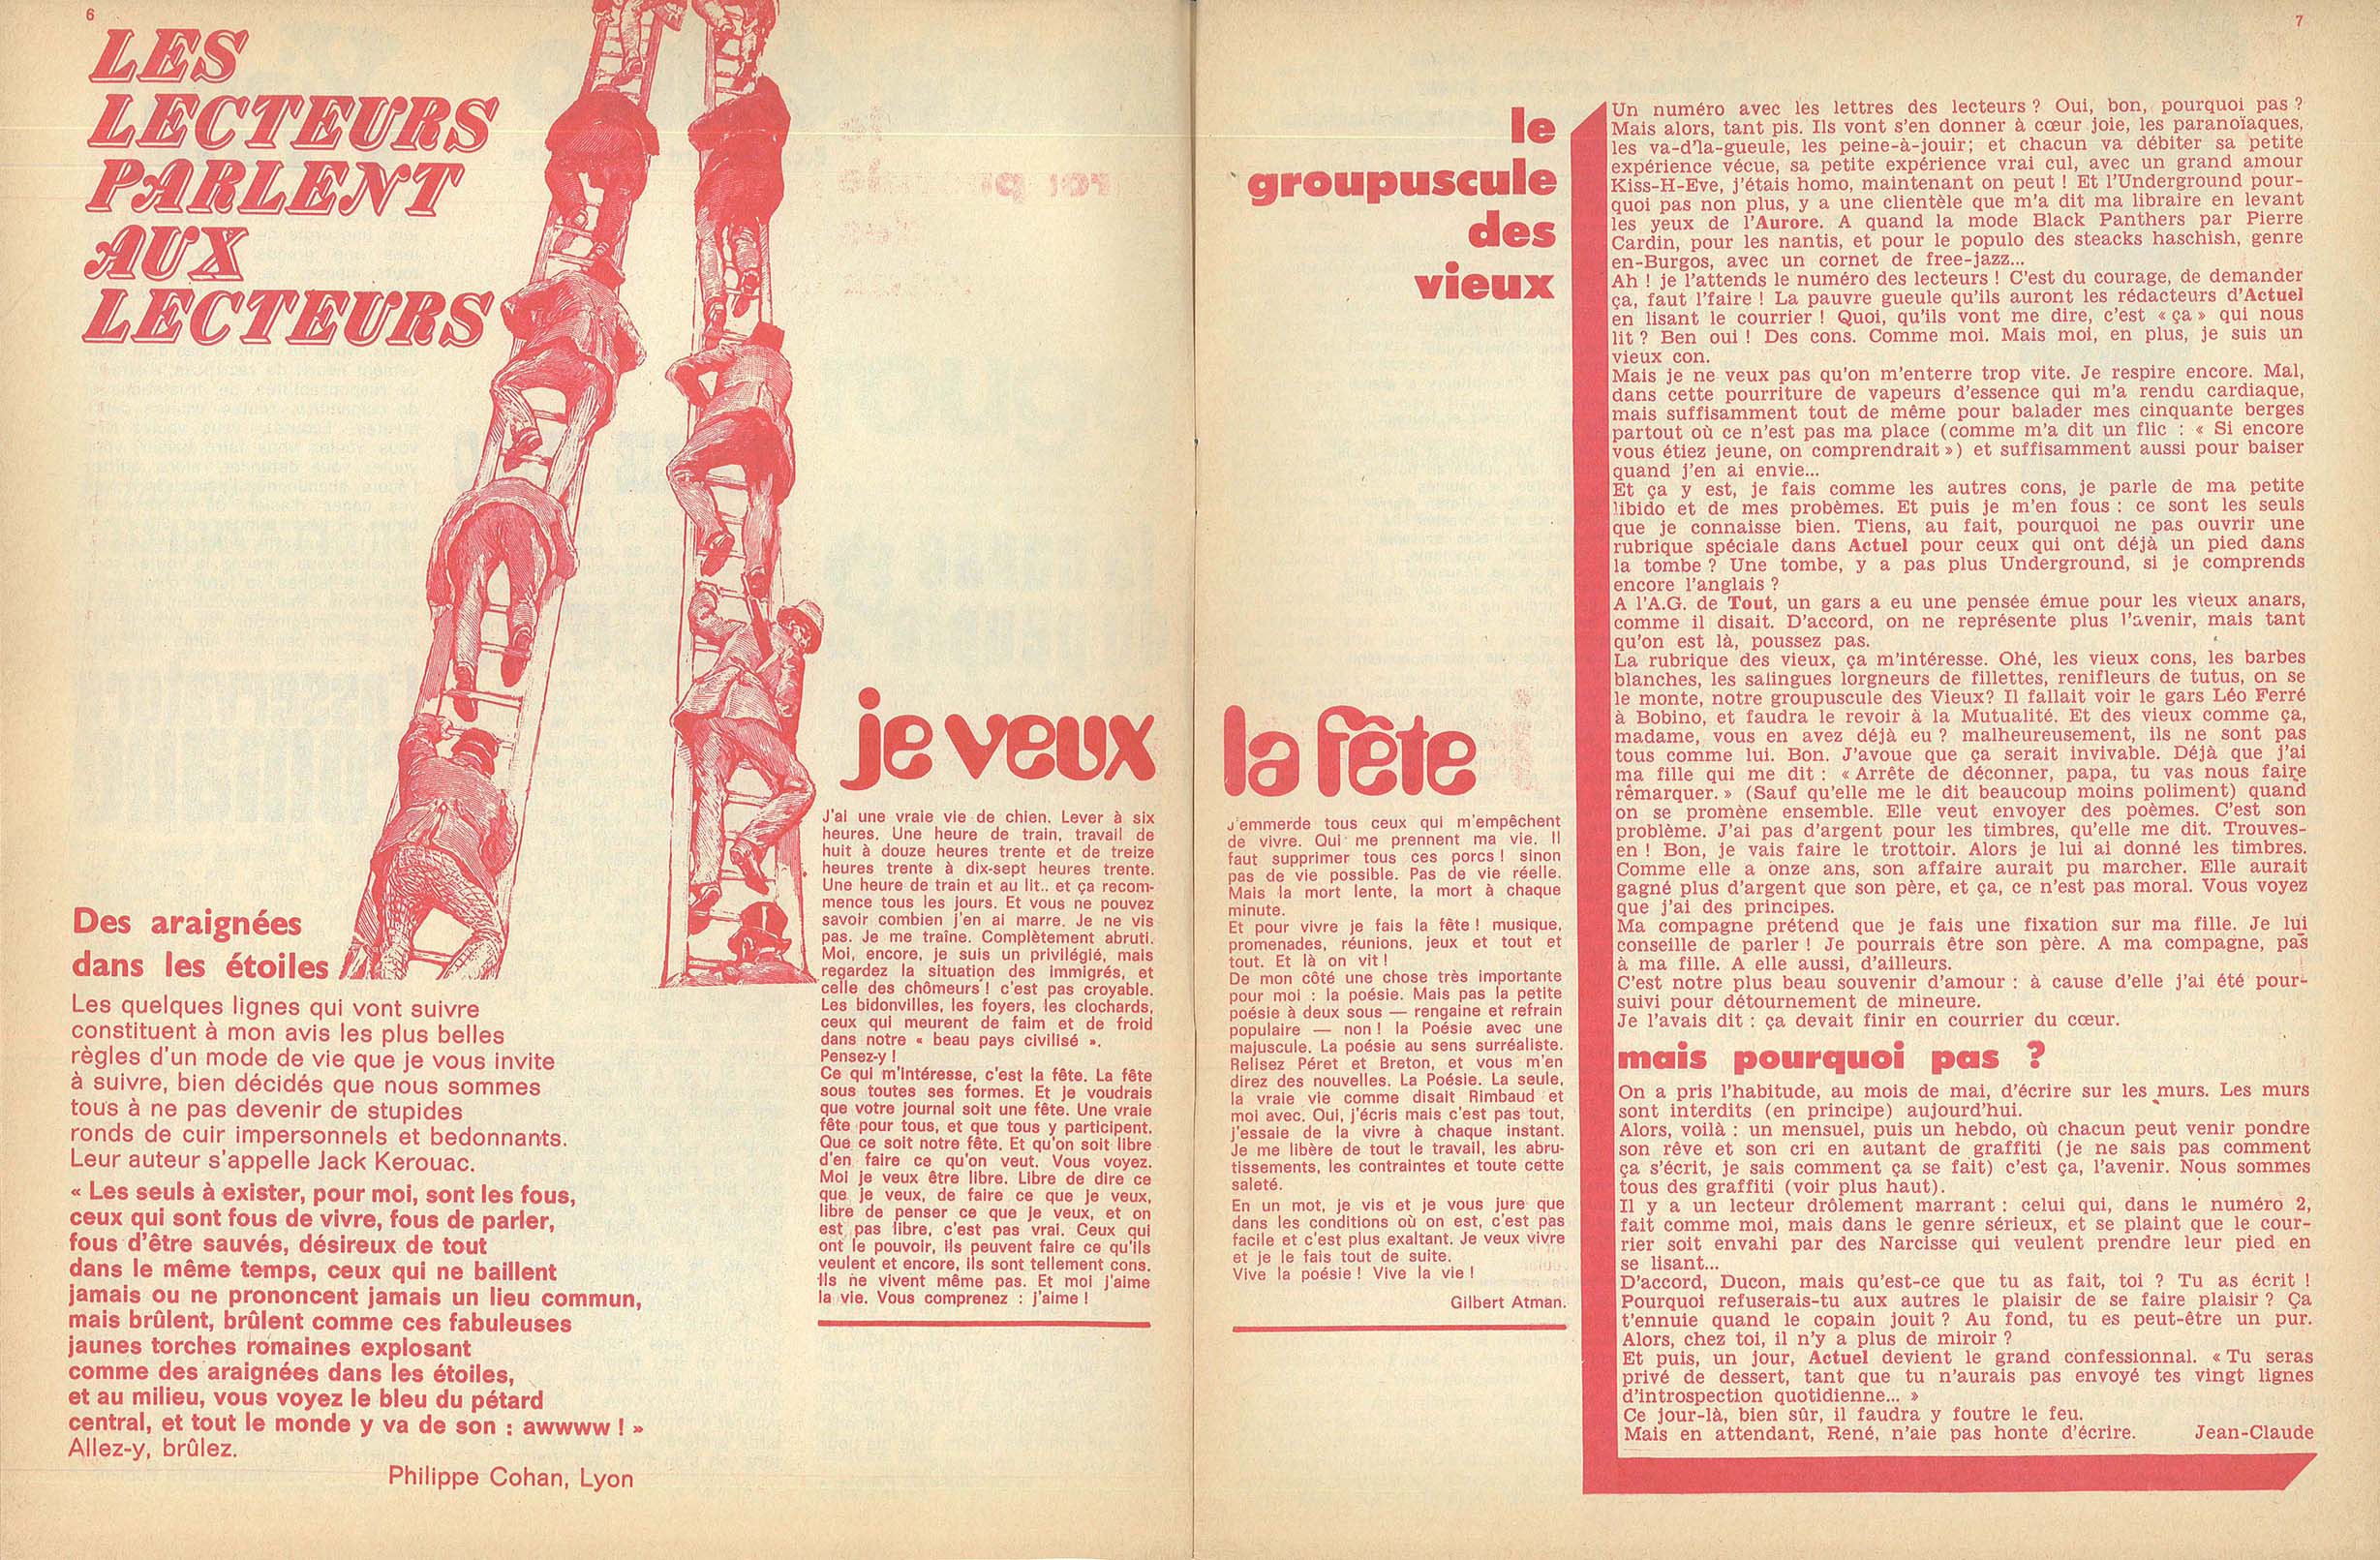 6
LES
LECTEURS
PARLENT
AUX
LECTEURS
Des araignées
dans les étoiles
Les quelques lignes qui vont suivre
constituent à mon avis les plus belles
règles d'un mode de vie que je vous invite
à suivre, bien décidés que nous sommes
tous à ne pas devenir de stupides
ronds de cuir impersonnels et bedonnants.
Leur auteur s'appelle Jack Kerouac.
« Les seuls à exister, pour moi, sont les fous,
ceux qui sont fous de vivre, fous de parler,
fous d'être sauvés, désireux de tout
dans le même temps, ceux qui ne baillent
jamais ou ne prononcent jamais un lieu commun,
mais brûlent, brûlent comme ces fabuleuses
jaunes torches romaines explosant
comme des araignées dans les étoiles,
et au milieu, vous voyez le bleu du pétard
central, et tout le monde y va de son : awwww ! »
Allez-y, brûlez.
Philippe Cohan, Lyon
je veux
J'ai une vraie vie de chien. Lever à six
heures. Une heure de train, travail de
huit à douze heures trente et de treize
heures trente à dix-sept heures trente.
Une heure de train et au lit.. et ça recom-
mence tous les jours. Et vous ne pouvez
savoir combien j'en ai marre. Je ne vis
pas. Je me traîne. Complètement abruti.
Moi, encore, je suis un privilégié, mais
regardez la situation des immigrés, et
celle des chômeurs ! c'est pas croyable.
Les bidonvilles, les foyers, les clochards,
ceux qui meurent de faim et de froid
dans notre « beau pays civilisé ».
Pensez-y !
Ce qui m'intéresse, c'est la fête. La fête
sous toutes ses formes. Et je voudrais
que votre journal soit une fête. Une vraie
fête pour tous, et que tous y participent.
Que ce soit notre fête. Et qu'on soit libre
d'en faire ce qu'on veut. Vous voyez.
Moi je veux être libre. Libre de dire ce
que je veux, de faire ce que je veux,
libre de penser ce que je veux, et on
est pas libre, c'est pas vrai. Ceux qui
ont le pouvoir, ils peuvent faire ce qu'ils
veulent et encore, ils sont tellement cons.
Ils ne vivent même pas. Et moi j'aime
la vie. Vous comprenez : j'aime !
7
la fête
J'emmerde tous ceux qui m'empêchent
de vivre. Qui me prennent ma vie. Il
faut supprimer tous ces porcs ! sinon
pas de vie possible. Pas de vie réelle.
Mais la mort lente, la mort à chaque
minute.
Et pour vivre je fais la fête ! musique,
promenades, réunions, jeux et tout et
tout. Et là on vit !
De mon côté une chose très importante
pour moi : la poésie. Mais pas la petite
poésie à deux sous — rengaine et refrain
populaire — non ! la Poésie avec une
majuscule. La poésie au sens surréaliste.
Relisez Péret et Breton, et vous m'en
direz des nouvelles. La Poésie. La seule,
la vraie vie comme disait Rimbaud et
moi avec. Oui, j'écris mais c'est pas tout,
j'essaie de la vivre à chaque instant.
Je me libère de tout le travail, les abru-
tissements, les contraintes et toute cette
saleté.
En un mot, je vis et je vous jure que
dans les conditions où on est, c'est pas
facile et c'est plus exaltant. Je veux vivre
et je le fais tout de suite.
Vive la poésie ! Vive la vie !
Gilbert Atman.
le
groupuscule
des
vieux
Un numéro avec les lettres des lecteurs ? Oui, bon, pourquoi pas ?
Mais alors, tant pis. Ils vont s'en donner à cœur joie, les paranoïaques,
les va-d'la-gueule, les peine-à-jouir; et chacun va débiter sa petite
expérience vécue, sa petite expérience vrai cul, avec un grand amour
Kiss-H-Eve, j'étais homo, maintenant on peut ! Et l'Underground pour-
quoi pas non plus, y a une clientèle que m'a dit ma libraire en levant
les yeux de l'Aurore. A quand la mode Black Panthers par Pierre
Cardin, pour les nantis, et pour le populo des steacks haschish, genre
en-Burgos, avec un cornet de free-jazz...
Ah ! je l'attends le numéro des lecteurs ! C'est du courage, de demander
ça, faut l'faire ! La pauvre gueule qu'ils auront les rédacteurs d'Actuel
en lisant le courrier ! Quoi, qu'ils vont me dire, c'est « ça » qui nous
lit ? Ben oui ! Des cons. Comme moi. Mais moi, en plus, je suis un
vieux con.
Mais je ne veux pas qu'on m'enterre trop vite. Je respire encore. Mal,
dans cette pourriture de vapeurs d'essence qui m'a rendu cardiaque,
mais suffisamment tout de même pour balader mes cinquante berges
partout où ce n'est pas ma place (comme m'a dit un flic : « Si encore
vous étiez jeune, on comprendrait ») et suffisamment aussi pour baiser
quand j'en ai envie...
Et ça y est, je fais comme les autres cons, je parle de ma petite
libido et de mes probèmes. Et puis je m'en fous : ce sont les seuls
que je connaisse bien. Tiens, au fait, pourquoi ne pas ouvrir une
rubrique spéciale dans Actuel pour ceux qui ont déjà un pied dans
la tombe ? Une tombe, y a pas plus Underground, si je comprends
encore l'anglais ?
A l'A.G. de Tout, un gars a eu une pensée émue pour les vieux anars,
comme il disait. D'accord, on ne représente plus l'avenir, mais tant
qu'on est là, poussez pas.
La rubrique des vieux, ça m'intéresse. Ohé, les vieux cons, les barbes
blanches, les salingues lorgneurs de fillettes, renifleurs de tutus, on se
le monte, notre groupuscule des Vieux? Il fallait voir le gars Léo Ferré
à Bobino, et faudra le revoir à la Mutualité. Et des vieux comme ça,
madame, vous en avez déjà eu ? malheureusement, ils ne sont pas
tous comme lui. Bon. J'avoue que ça serait invivable. Déjà que j'ai
ma fille qui me dit : « Arrête de déconner, papa, tu vas nous faire
rêmarquer. » (Sauf qu'elle me le dit beaucoup moins poliment) quand
on se promène ensemble. Elle veut envoyer des poèmes. C'est son
problème. J'ai pas d'argent pour les timbres, qu'elle me dit. Trouves-
en ! Bon, je vais faire le trottoir. Alors je lui ai donné les timbres.
Comme elle a onze ans, son affaire aurait pu marcher. Elle aurait
gagné plus d'argent que son père, et ça, ce n'est pas moral. Vous voyez
que j'ai des principes.
Ma compagne prétend que je fais une fixation sur ma fille. Je lui
conseille de parler ! Je pourrais être son père. A ma compagne, pas
à ma fille. A elle aussi, d'ailleurs.
C'est notre plus beau souvenir d'amour : à cause d'elle j'ai été pour-
suivi pour détournement de mineure.
Je l'avais dit : ça devait finir en courrier du cœur.
mais pourquoi pas ?
On a pris l'habitude, au mois de mai, d'écrire sur les murs. Les murs
sont interdits (en principe) aujourd'hui.
Alors, voilà : un mensuel, puis un hebdo, où chacun peut venir pondre
son rêve et son cri en autant de graffiti (je ne sais pas comment
ça s'écrit, je sais comment ça se fait) c'est ça, l'avenir. Nous sommes
tous des graffiti (voir plus haut).
Il y a un lecteur drôlement marrant : celui qui, dans le numéro 2,
fait comme moi, mais dans le genre sérieux, et se plaint que le cour-
rier soit envahi par des Narcisse qui veulent prendre leur pied en
se lisant...
D'accord, Ducon, mais qu'est-ce que tu as fait, toi ? Tu as écrit !
Pourquoi refuserais-tu aux autres le plaisir de se faire plaisir ? Ça
t'ennuie quand le copain jouit ? Au fond, tu es peut-être un pur.
Alors, chez toi, il n'y a plus de miroir ?
Et puis, un jour, Actuel devient le grand confessionnal. « Tu seras
privé de dessert, tant que tu n'aurais pas envoyé tes vingt lignes
d'introspection quotidienne... »
Ce jour-là, bien sûr, il faudra y foutre le feu.
Mais en attendant, René, n'aie pas honte d'écrire. Jean-Claude